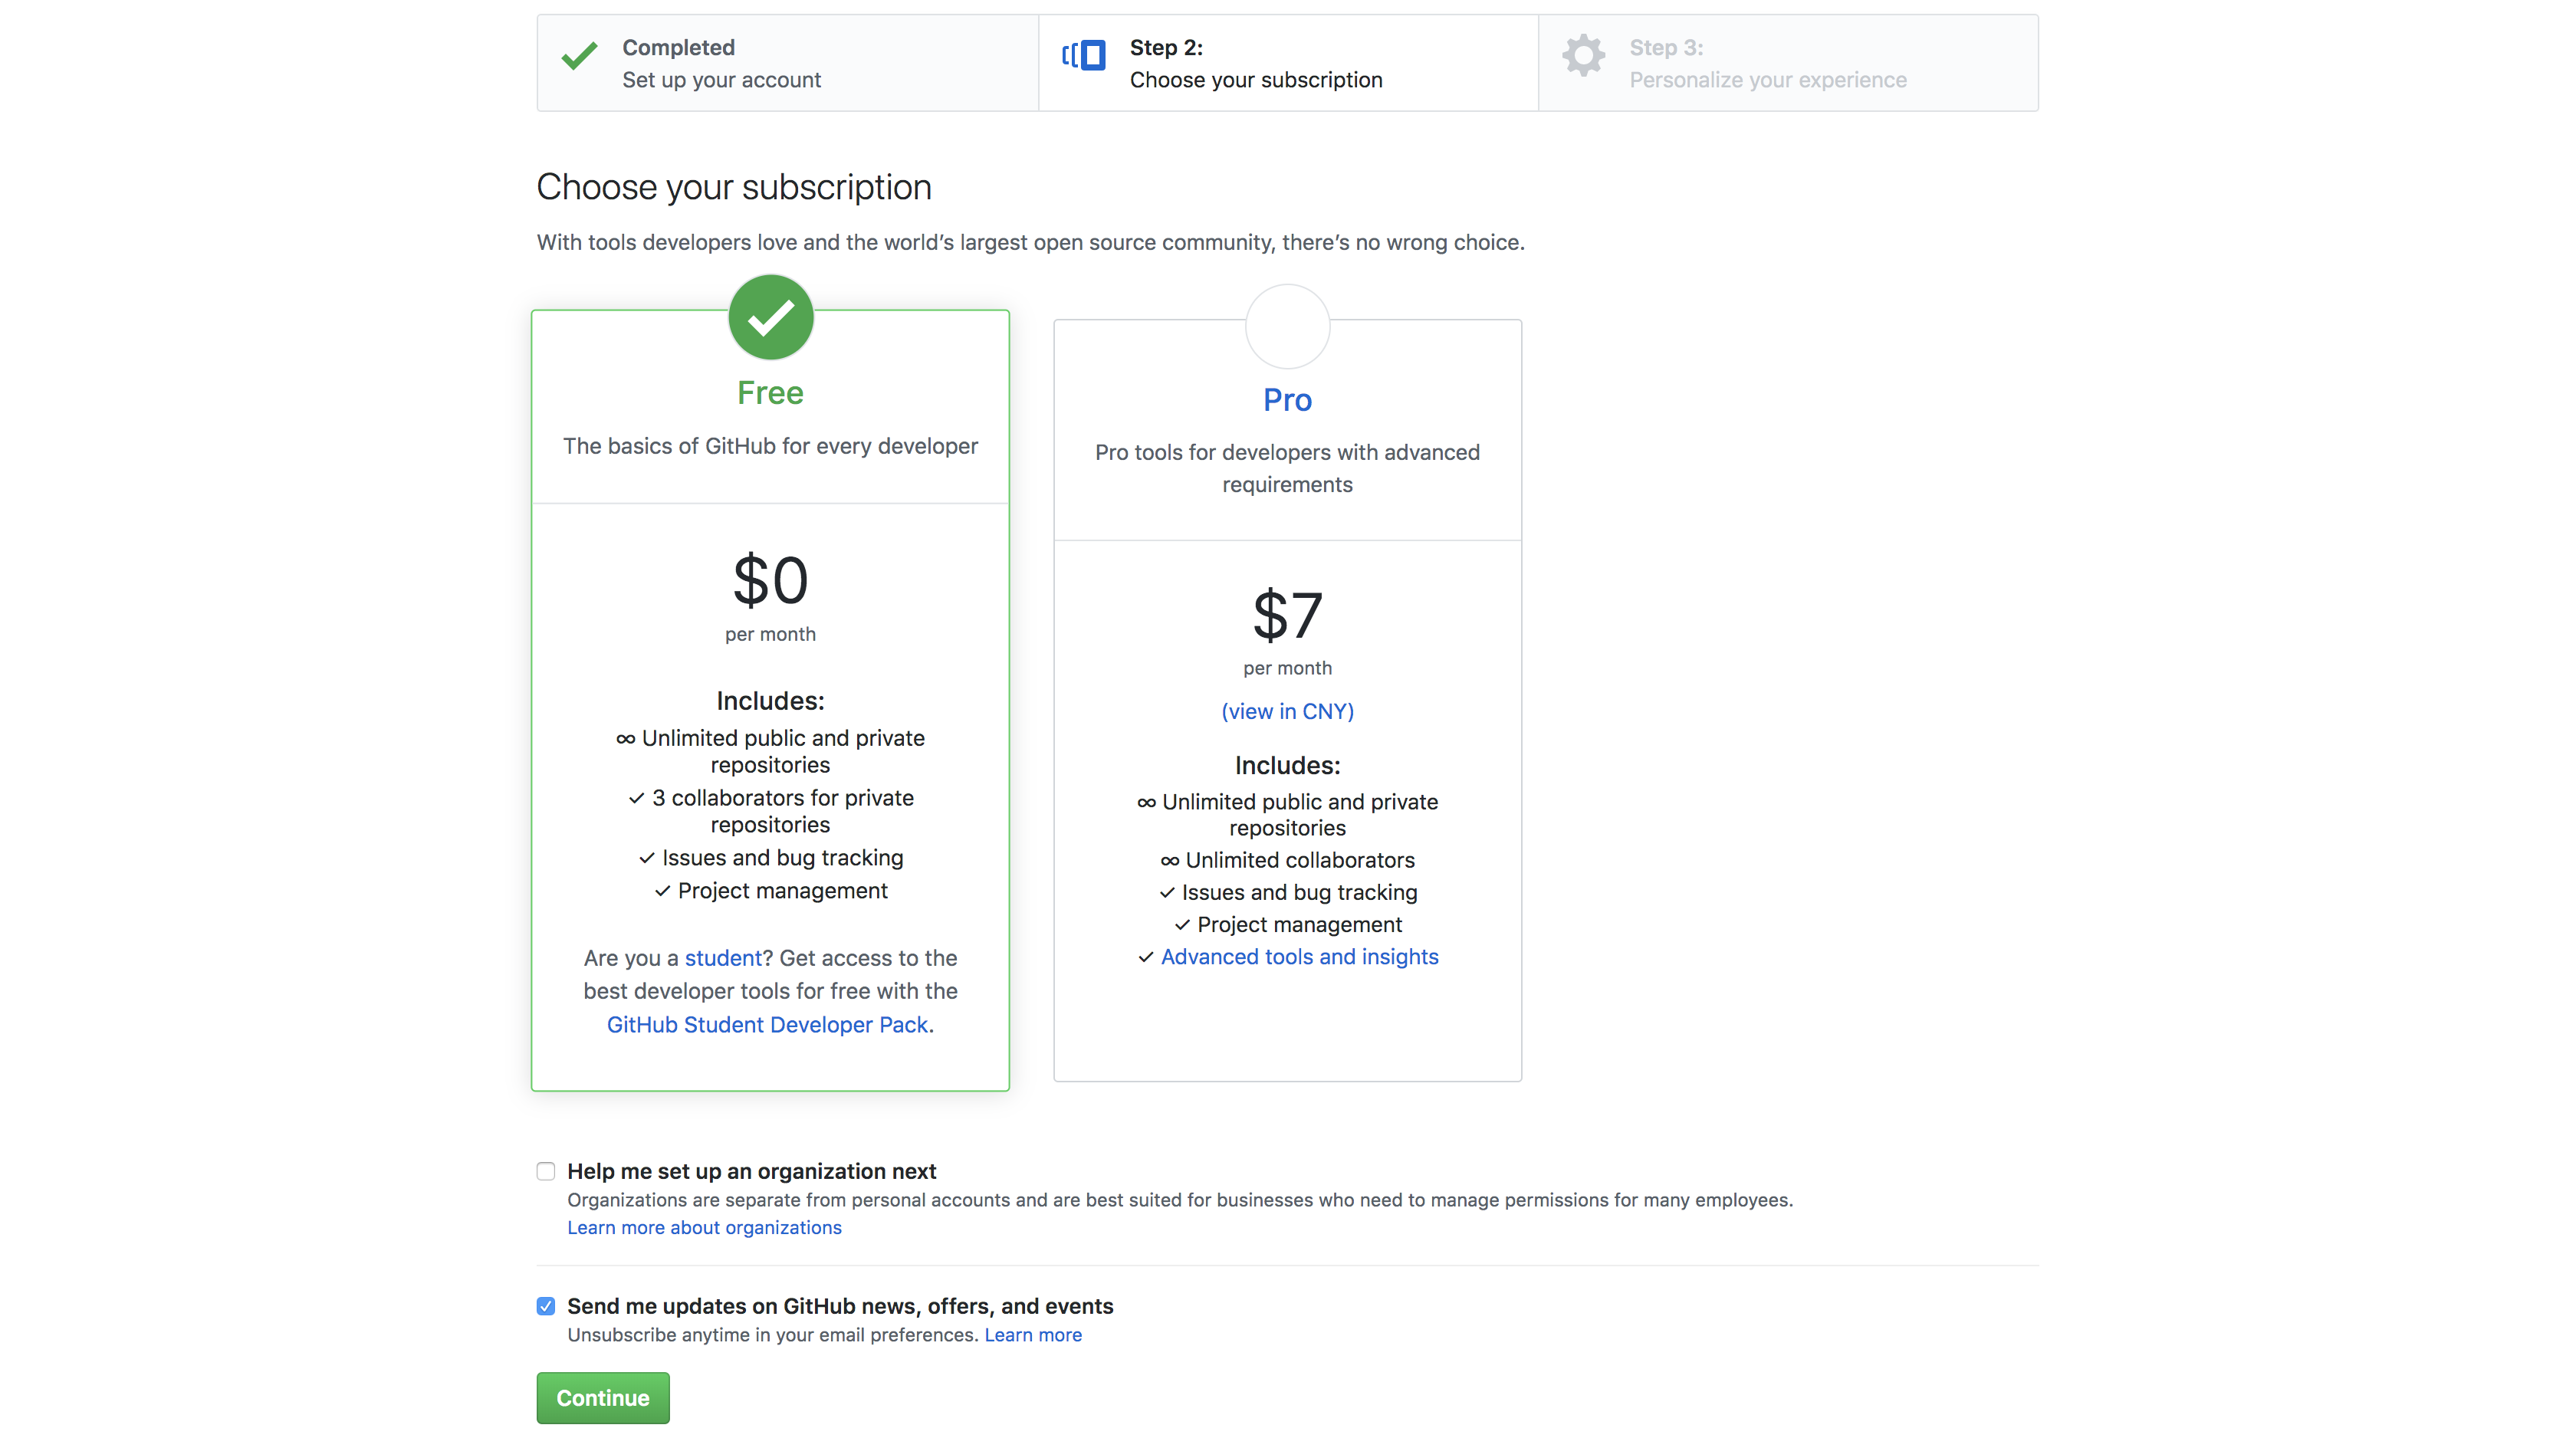 Completed
Set up your account
Step 2:
Choose your subscription
Step 3:
Personalize your experience
Choose your subscription
With tools developers love and the world’s largest open source community, there’s no wrong choice.
Free
The basics of GitHub for every developer
$0
per month
Includes:
∞ Unlimited public and private
repositories
✓ 3 collaborators for private
repositories
✓ Issues and bug tracking
✓ Project management
Are you a student? Get access to the
best developer tools for free with the
GitHub Student Developer Pack.
Pro
Pro tools for developers with advanced
requirements
$7
per month
(view in CNY)
Includes:
∞ Unlimited public and private
repositories
∞ Unlimited collaborators
✓ Issues and bug tracking
✓ Project management
✓ Advanced tools and insights
Help me set up an organization next
Organizations are separate from personal accounts and are best suited for businesses who need to manage permissions for many employees.
Learn more about organizations
Send me updates on GitHub news, offers, and events
Unsubscribe anytime in your email preferences. Learn more
Continue